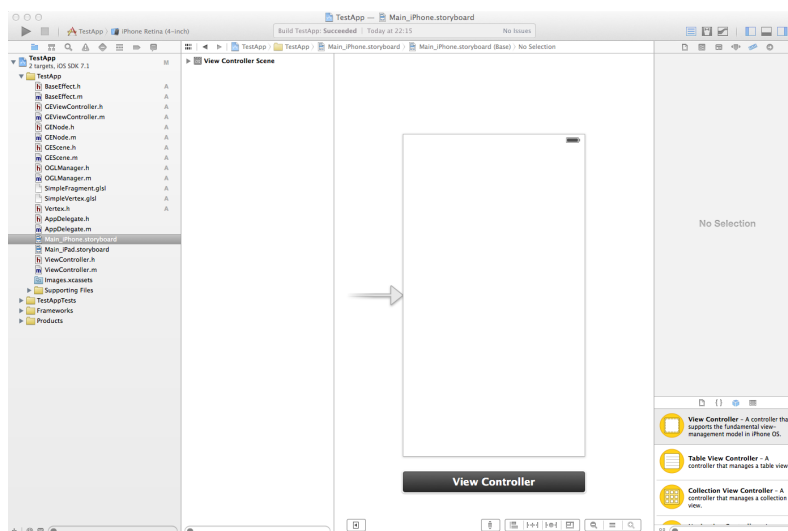 TestApp — Main_iPhone.storyboard
TestApp › iPhone Retina (4-inch)
Build TestApp: Succeeded | Today at 22:15
No Issues
TestApp › TestApp › Main_iPhone.storyboard › Main_iPhone.storyboard (Base) › No Selection
TestApp
M
2 targets, iOS SDK 7.1
TestApp
BaseEffect.h A
BaseEffect.m A
GEViewController.h A
GEViewController.m A
GENode.h A
GENode.m A
GEScene.h A
GEScene.m A
OGLManager.h A
OGLManager.m A
SimpleFragment.glsl A
SimpleVertex.glsl A
Vertex.h A
AppDelegate.h
AppDelegate.m
Main_iPhone.storyboard
Main_iPad.storyboard
ViewController.h
ViewController.m
Images.xcassets
Supporting Files
TestAppTests
Frameworks
Products
View Controller Scene
View Controller
No Selection
View Controller – A controller tha
supports the fundamental view-
management model in iPhone OS.
Table View Controller – A
controller that manages a table view
Collection View Controller – A
controller that manages a collection
view.